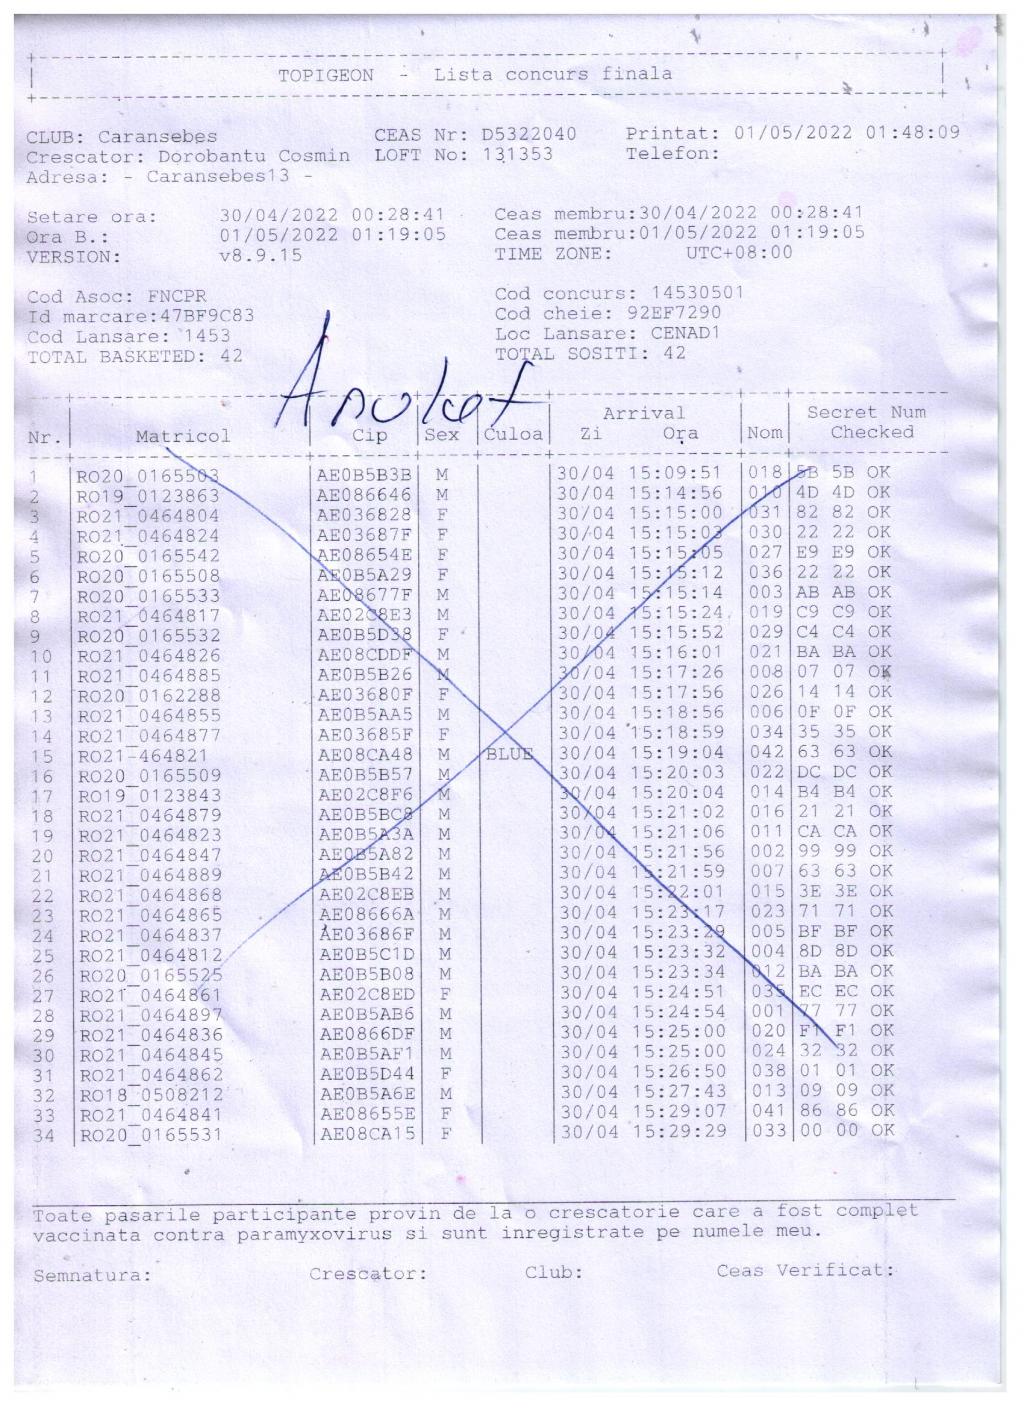 TOPIGEON - Lista concurs finala
CLUB: Caransebes CEAS Nr: D5322040 Printat: 01/05/2022 01:48:09
Crescator: Dorobantu Cosmin LOFT No: 131353 Telefon:
Adresa: - Caransebes13 -
Setare ora: 30/04/2022 00:28:41 Ceas membru:30/04/2022 00:28:41
Ora B.: 01/05/2022 01:19:05 Ceas membru:01/05/2022 01:19:05
VERSION: v8.9.15 TIME ZONE: UTC+08:00
Cod Asoc: FNCPR Cod concurs: 14530501
Id marcare:47BF9C83 Cod cheie: 92EF7290
Cod Lansare: 1453 Loc Lansare: CENAD1
TOTAL BASKETED: 42 TOTAL SOSITI: 42
Anulat
Arrival Secret Num
Nr. Matricol Cip Sex Culoa Zi Ora Nom Checked
1 RO20_0165503 AE0B5B3B M 30/04 15:09:51 018 5B 5B OK
2 RO19_0123863 AE086646 M 30/04 15:14:56 010 4D 4D OK
3 RO21_0464804 AE036828 F 30/04 15:15:00 031 82 82 OK
4 RO21_0464824 AE03687F F 30/04 15:15:03 030 22 22 OK
5 RO20_0165542 AE08654E F 30/04 15:15:05 027 E9 E9 OK
6 RO20_0165508 AE0B5A29 F 30/04 15:15:12 036 22 22 OK
7 RO20_0165533 AE08677F M 30/04 15:15:14 003 AB AB OK
8 RO21_0464817 AE02C8E3 M 30/04 15:15:24 019 C9 C9 OK
9 RO20_0165532 AE0B5D38 F 30/04 15:15:52 029 C4 C4 OK
10 RO21_0464826 AE08CDDF M 30/04 15:16:01 021 BA BA OK
11 RO21_0464885 AE0B5B26 M 30/04 15:17:26 008 07 07 OK
12 RO20_0162288 AE03680F F 30/04 15:17:56 026 14 14 OK
13 RO21_0464855 AE0B5AA5 M 30/04 15:18:56 006 0F 0F OK
14 RO21_0464877 AE03685F F 30/04 15:18:59 034 35 35 OK
15 RO21-464821 AE08CA48 M BLUE 30/04 15:19:04 042 63 63 OK
16 RO20_0165509 AE0B5B57 M 30/04 15:20:03 022 DC DC OK
17 RO19_0123843 AE02C8F6 M 30/04 15:20:04 014 B4 B4 OK
18 RO21_0464879 AE0B5BC8 M 30/04 15:21:02 016 21 21 OK
19 RO21_0464823 AE0B5A3A M 30/04 15:21:06 011 CA CA OK
20 RO21_0464847 AE0B5A82 M 30/04 15:21:56 002 99 99 OK
21 RO21_0464889 AE0B5B42 M 30/04 15:21:59 007 63 63 OK
22 RO21_0464868 AE02C8EB M 30/04 15:22:01 015 3E 3E OK
23 RO21_0464865 AE08666A M 30/04 15:23:17 023 71 71 OK
24 RO21_0464837 AE03686F M 30/04 15:23:29 005 BF BF OK
25 RO21_0464812 AE0B5C1D M 30/04 15:23:32 004 8D 8D OK
26 RO20_0165525 AE0B5B08 M 30/04 15:23:34 012 BA BA OK
27 RO21_0464861 AE02C8ED F 30/04 15:24:51 035 EC EC OK
28 RO21_0464897 AE0B5AB6 M 30/04 15:24:54 001 77 77 OK
29 RO21_0464836 AE0866DF M 30/04 15:25:00 020 F1 F1 OK
30 RO21_0464845 AE0B5AF1 M 30/04 15:25:00 024 32 32 OK
31 RO21_0464862 AE0B5D44 F 30/04 15:26:50 038 01 01 OK
32 RO18_0508212 AE0B5A6E M 30/04 15:27:43 013 09 09 OK
33 RO21_0464841 AE08655E F 30/04 15:29:07 041 86 86 OK
34 RO20_0165531 AE08CA15 F 30/04 15:29:29 033 00 00 OK
Toate pasarile participante provin de la o crescatorie care a fost complet
vaccinata contra paramyxovirus si sunt inregistrate pe numele meu.
Semnatura: Crescator: Club: Ceas Verificat: